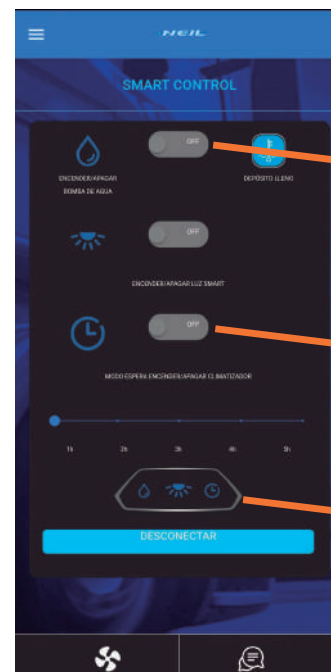 NEIL
SMART CONTROL
OFF
ENCENDER/APAGAR
BOMBA DE AGUA
DEPÓSITO LLENO
OFF
ENCENDER/APAGAR LUZ SMART
OFF
MODO ESPERA ENCENDER/APAGAR CLIMATIZADOR
1h 2h 3h 4h 5h
DESCONECTAR